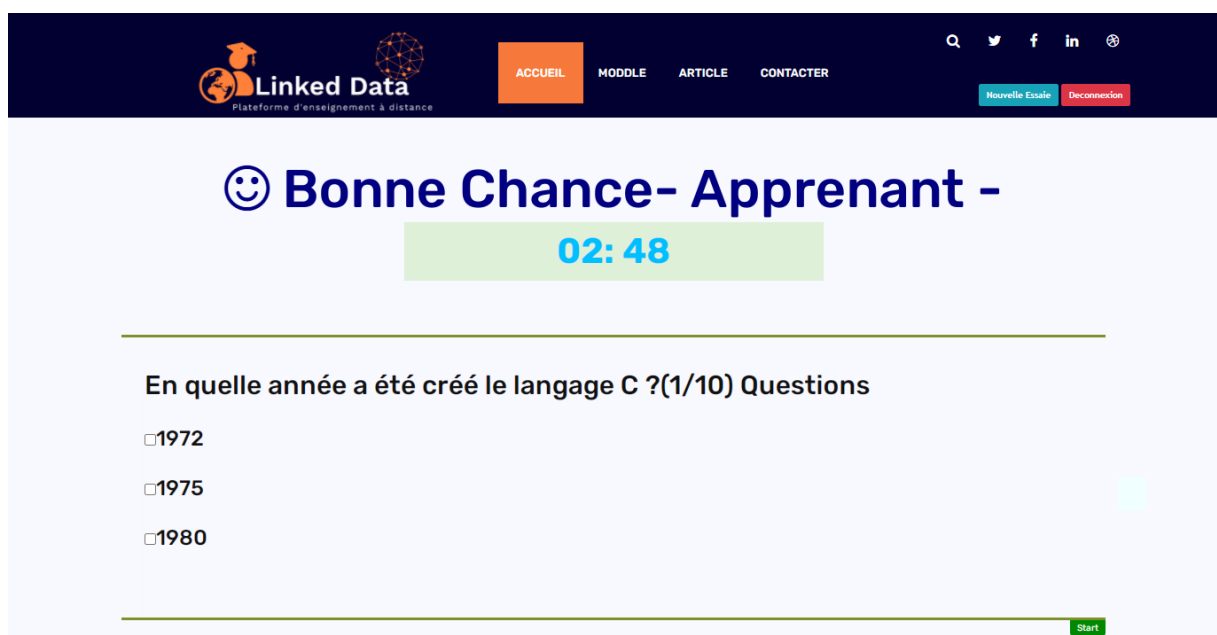 Linked Data
Plateforme d'enseignement à distance
ACCUEIL MODDLE ARTICLE CONTACTER
Nouvelle Essaie Deconnexion
Bonne Chance- Apprenant -
02: 48
En quelle année a été créé le langage C ?(1/10) Questions
1972
1975
1980
Start